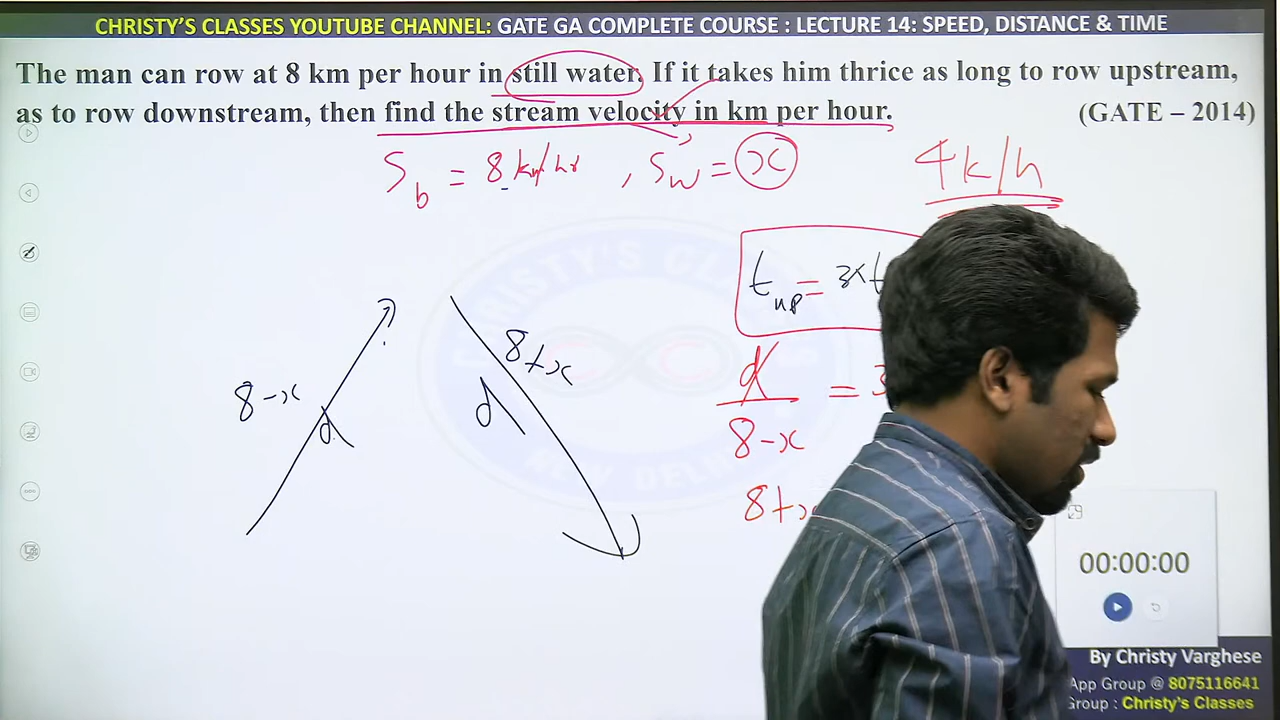 CHRISTY'S CLASSES YOUTUBE CHANNEL: GATE GA COMPLETE COURSE : LECTURE 14: SPEED, DISTANCE & TIME
The man can row at 8 km per hour in still water. If it takes him thrice as long to row upstream,
as to row downstream, then find the stream velocity in km per hour. (GATE – 2014)
S_b = 8 km/hr , S_w = x
4k/h
t_up = 3×t
8-x
d
8+x
d
d = 3
8-x
8+x
CHRISTY'S C
NEW DEL
00:00:00
By Christy Varghese
App Group @ 8075116641
Group : Christy's Classes